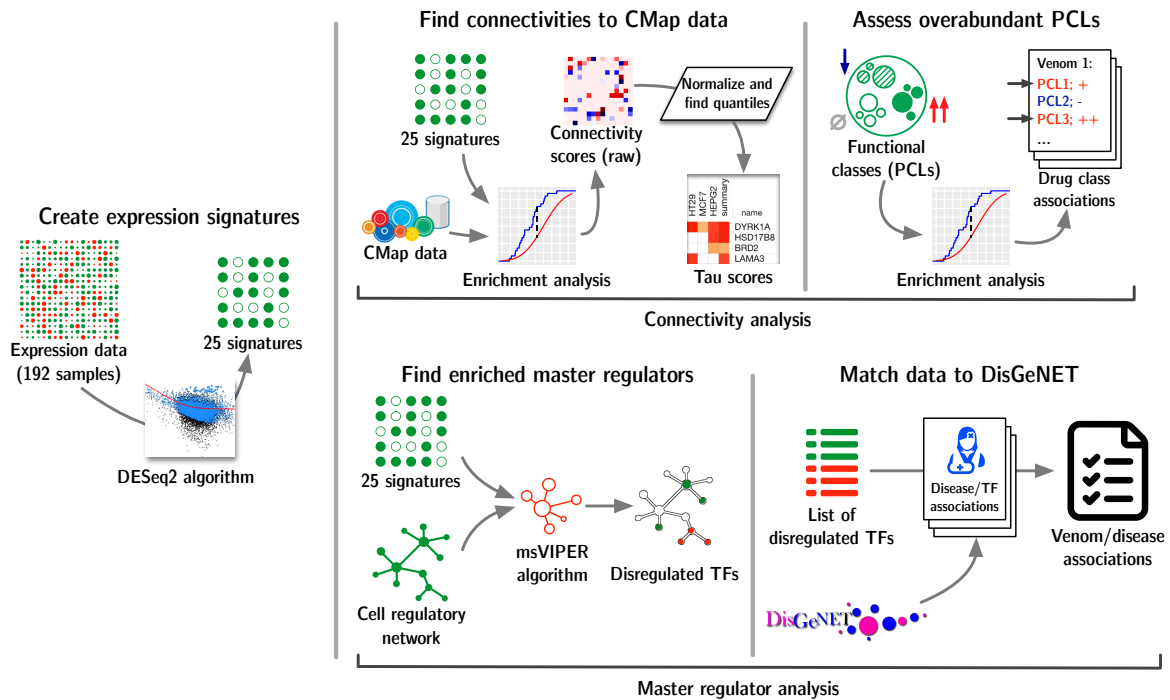 Create expression signatures
Expression data
(192 samples)
25 signatures
DESeq2 algorithm
Find connectivities to CMap data
25 signatures
CMap data
Enrichment analysis
Connectivity
scores (raw)
Normalize and
find quantiles
HT29
MCF7
HEPG2
summary
name
DYRK1A
HSD17B8
BRD2
LAMA3
Tau scores
Assess overabundant PCLs
Functional
classes (PCLs)
Enrichment analysis
Venom 1:
PCL1; +
PCL2; -
PCL3; ++
...
Drug class
associations
Connectivity analysis
Find enriched master regulators
25 signatures
Cell regulatory
network
msVIPER
algorithm
Disregulated TFs
Match data to DisGeNET
List of
disregulated TFs
Disease/TF
associations
Venom/disease
associations
DisGeNET
Master regulator analysis